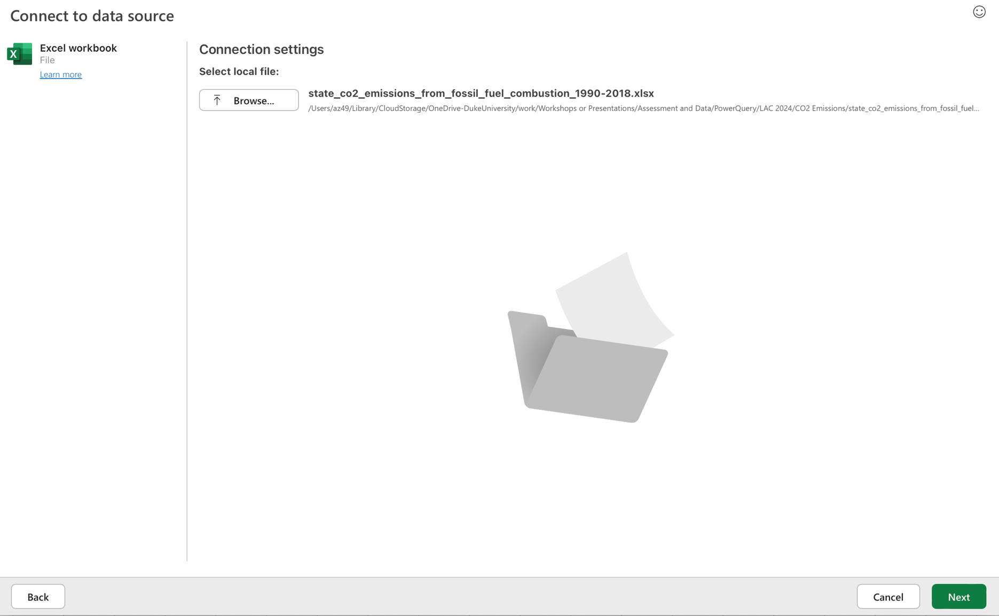 Connect to data source
X
Excel workbook
File
Learn more
Connection settings
Select local file:
Browse...
state_co2_emissions_from_fossil_fuel_combustion_1990-2018.xlsx
/Users/az49/Library/CloudStorage/OneDrive-DukeUniversity/work/Workshops or Presentations/Assessment and Data/PowerQuery/LAC 2024/CO2 Emissions/state_co2_emissions_from_fossil_fuel...
Back
Cancel
Next